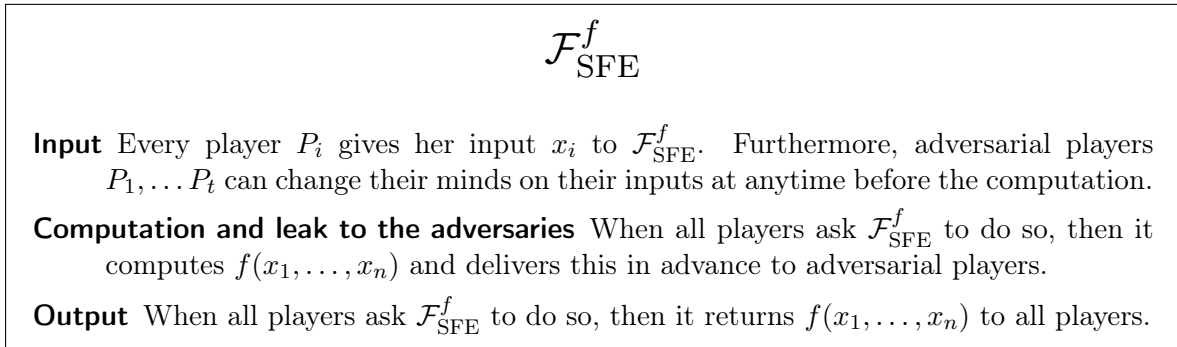 $\mathcal{F}_{\mathrm{SFE}}^{f}$
Input Every player $P_i$ gives her input $x_i$ to $\mathcal{F}_{\mathrm{SFE}}^{f}$. Furthermore, adversarial players
$P_1, \ldots P_t$ can change their minds on their inputs at anytime before the computation.
Computation and leak to the adversaries When all players ask $\mathcal{F}_{\mathrm{SFE}}^{f}$ to do so, then it
computes $f(x_1, \ldots, x_n)$ and delivers this in advance to adversarial players.
Output When all players ask $\mathcal{F}_{\mathrm{SFE}}^{f}$ to do so, then it returns $f(x_1, \ldots, x_n)$ to all players.